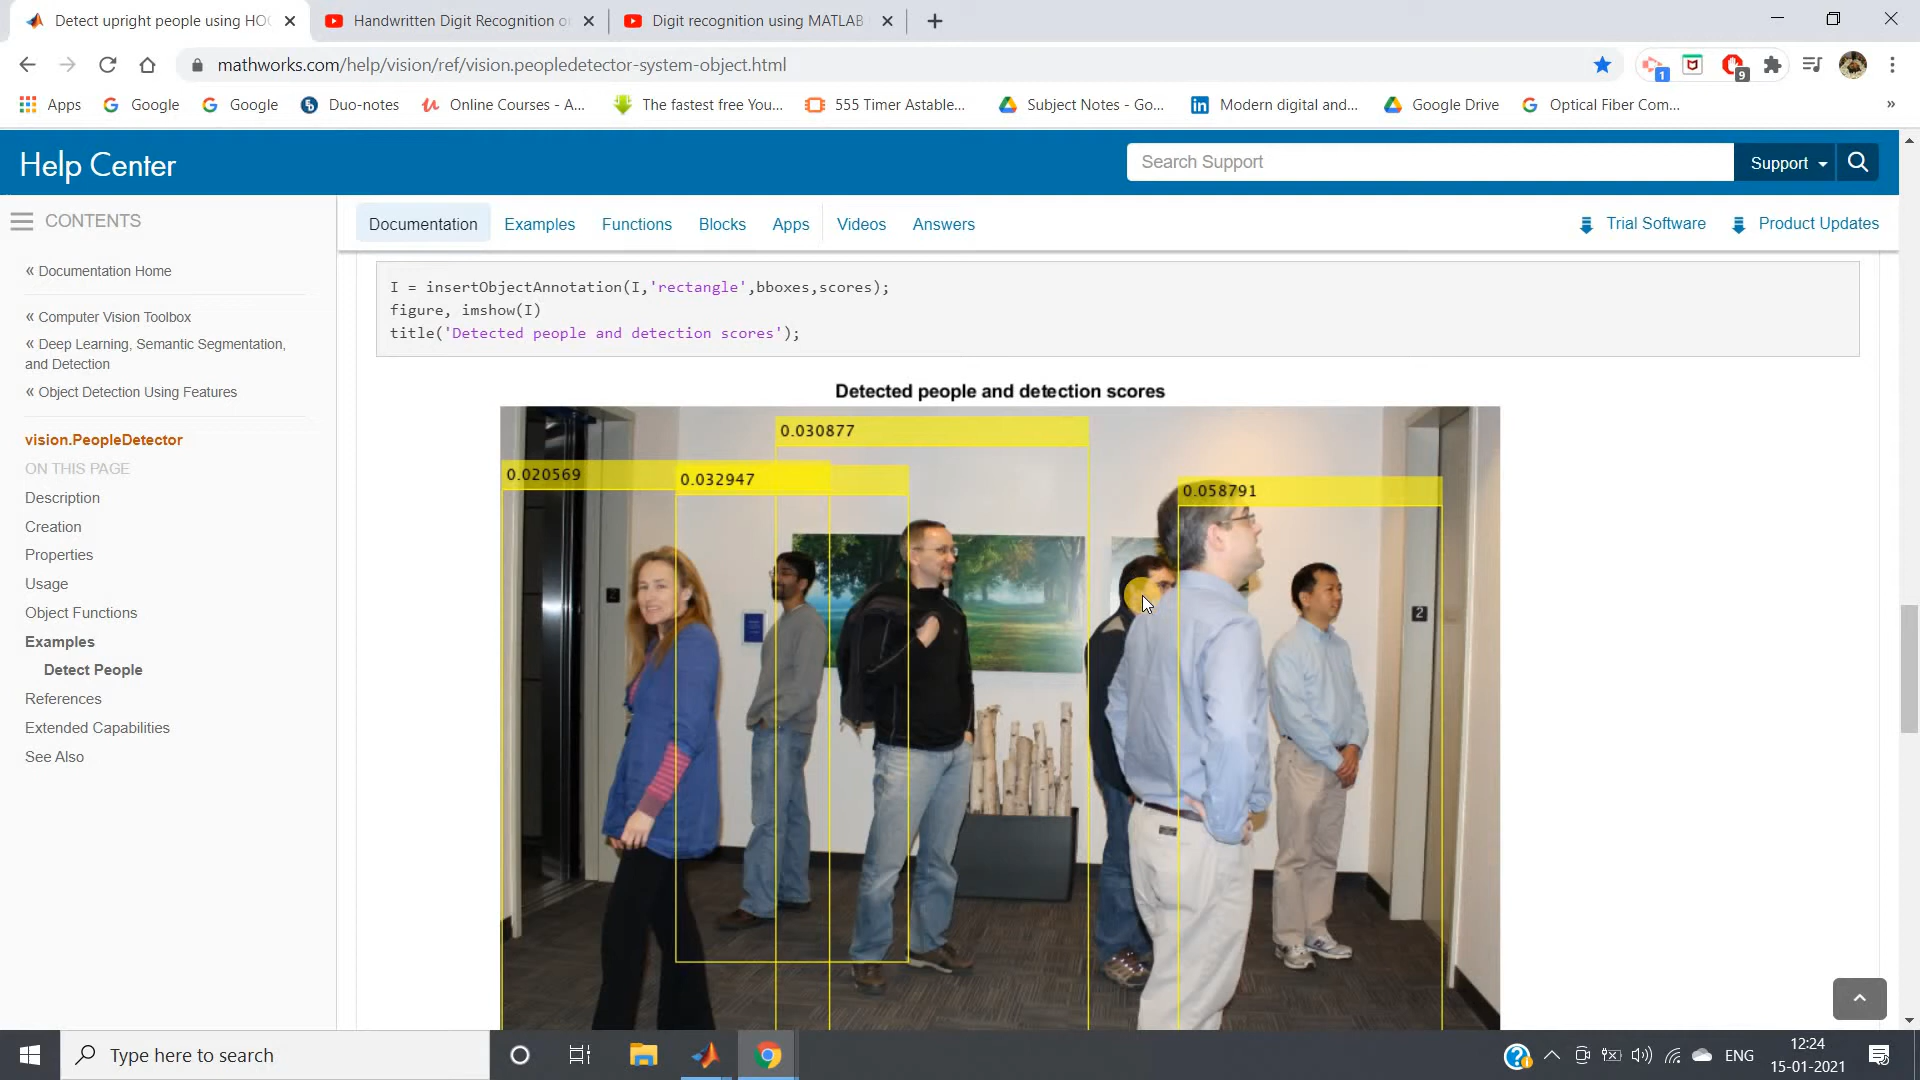 Detect upright people using HO
Handwritten Digit Recognition o
Digit recognition using MATLAB
mathworks.com/help/vision/ref/vision.peopledetector-system-object.html
1
9
Apps
Google
Google
Duo-notes
Online Courses - A...
The fastest free You...
555 Timer Astable...
Subject Notes - Go...
Modern digital and...
Google Drive
Optical Fiber Com...
»
Help Center
Search Support
Support
CONTENTS
Documentation
Examples
Functions
Blocks
Apps
Videos
Answers
Trial Software
Product Updates
« Documentation Home
« Computer Vision Toolbox
« Deep Learning, Semantic Segmentation,
and Detection
« Object Detection Using Features
vision.PeopleDetector
ON THIS PAGE
Description
Creation
Properties
Usage
Object Functions
Examples
Detect People
References
Extended Capabilities
See Also
I = insertObjectAnnotation(I,'rectangle',bboxes,scores);
figure, imshow(I)
title('Detected people and detection scores');
Detected people and detection scores
0.030877
0.020569
0.032947
0.058791
2
2
Type here to search
ENG
12:24
15-01-2021